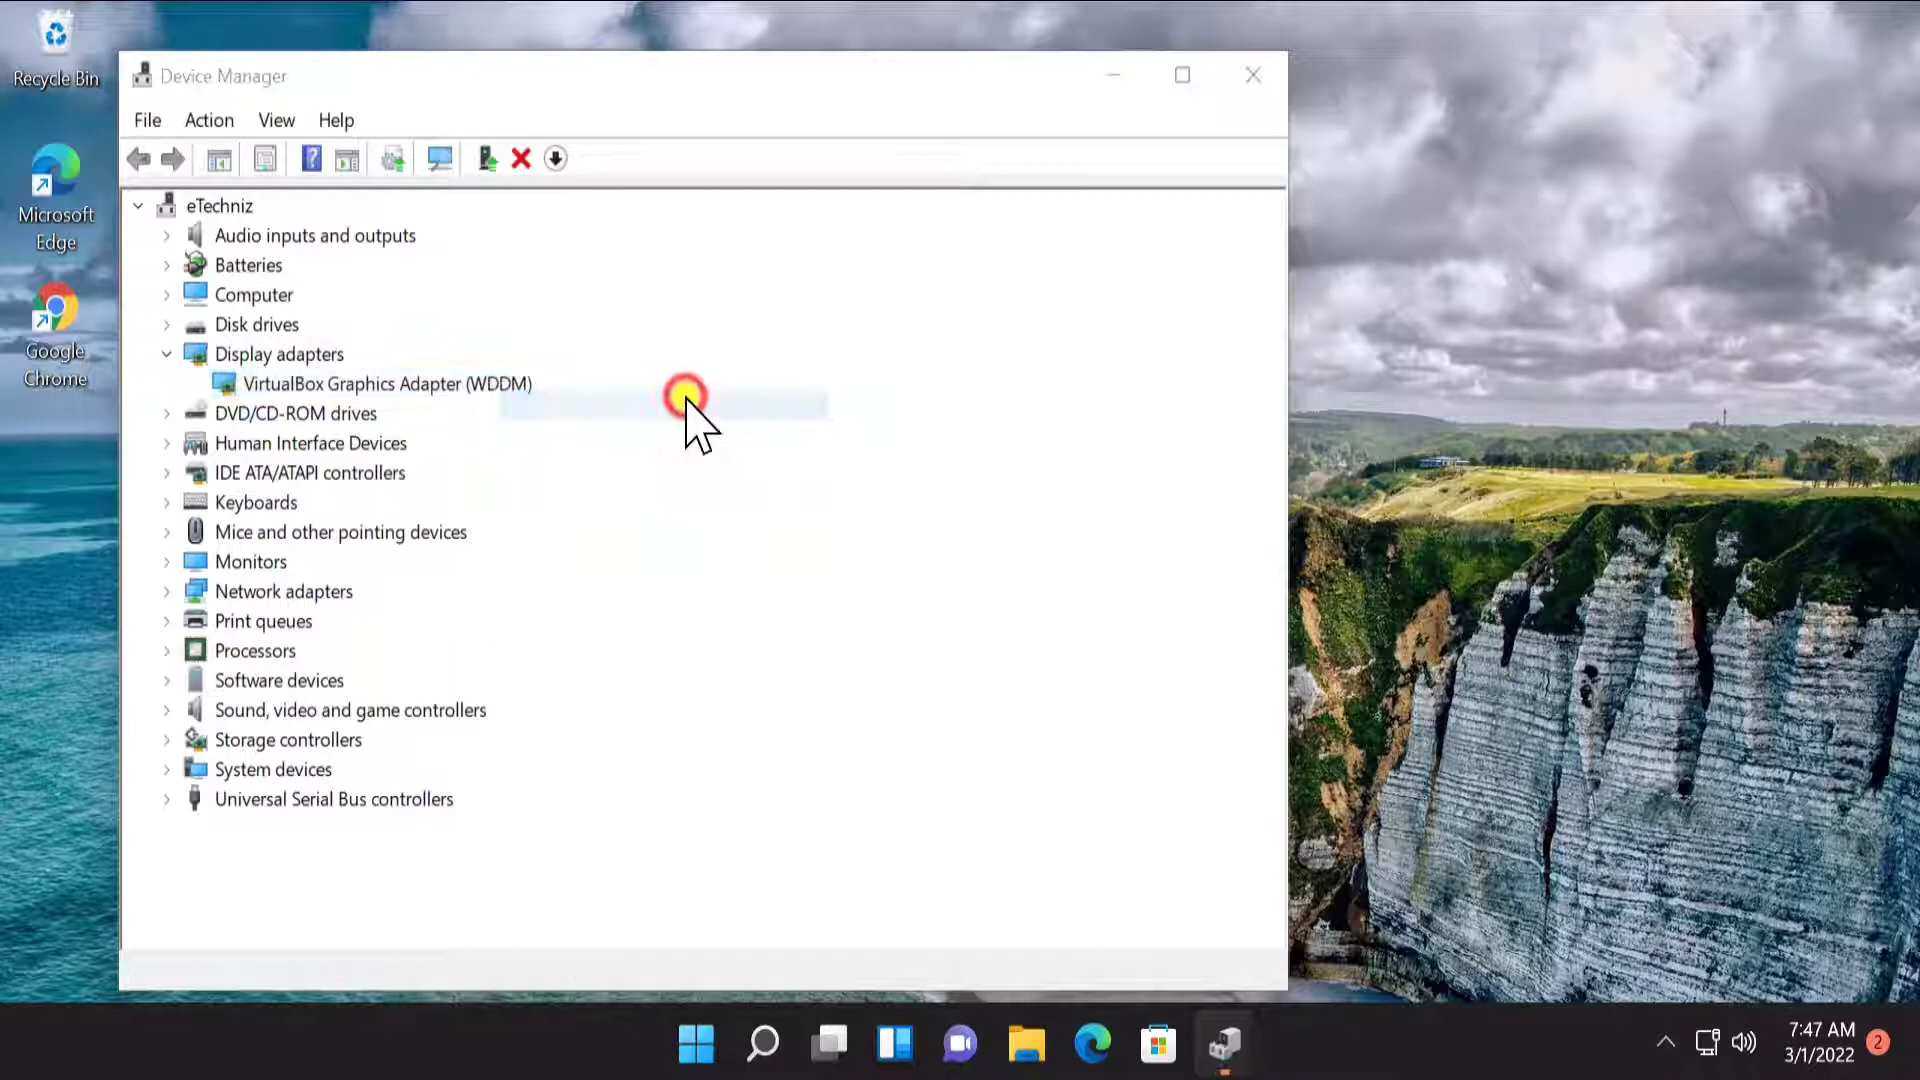 Recycle Bin
Microsoft
Edge
Google
Chrome
Device Manager
File Action View Help
eTechniz
Audio inputs and outputs
Batteries
Computer
Disk drives
Display adapters
VirtualBox Graphics Adapter (WDDM)
DVD/CD-ROM drives
Human Interface Devices
IDE ATA/ATAPI controllers
Keyboards
Mice and other pointing devices
Monitors
Network adapters
Print queues
Processors
Software devices
Sound, video and game controllers
Storage controllers
System devices
Universal Serial Bus controllers
7:47 AM
3/1/2022
2